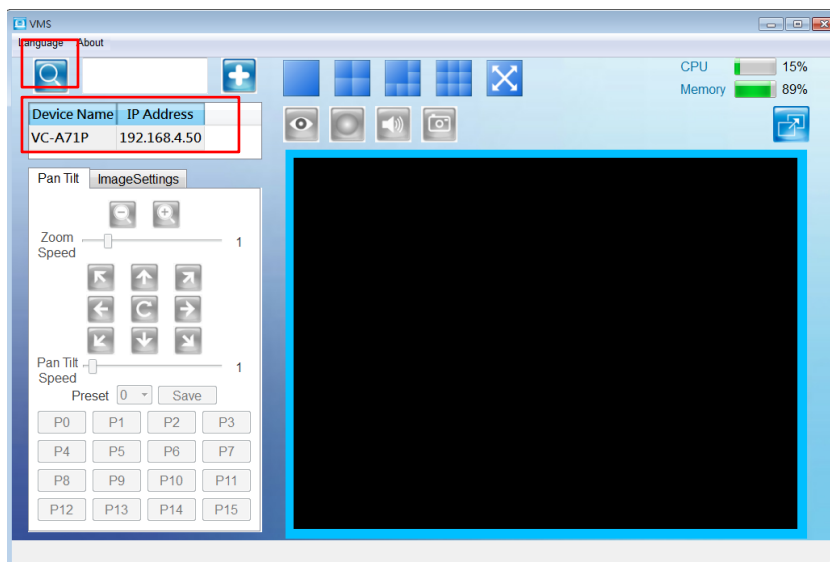 VMS
Language About
CPU 15%
Memory 89%
Device Name IP Address
VC-A71P 192.168.4.50
Pan Tilt ImageSettings
Zoom Speed 1
C
Pan Tilt Speed 1
Preset 0 Save
P0 P1 P2 P3
P4 P5 P6 P7
P8 P9 P10 P11
P12 P13 P14 P15